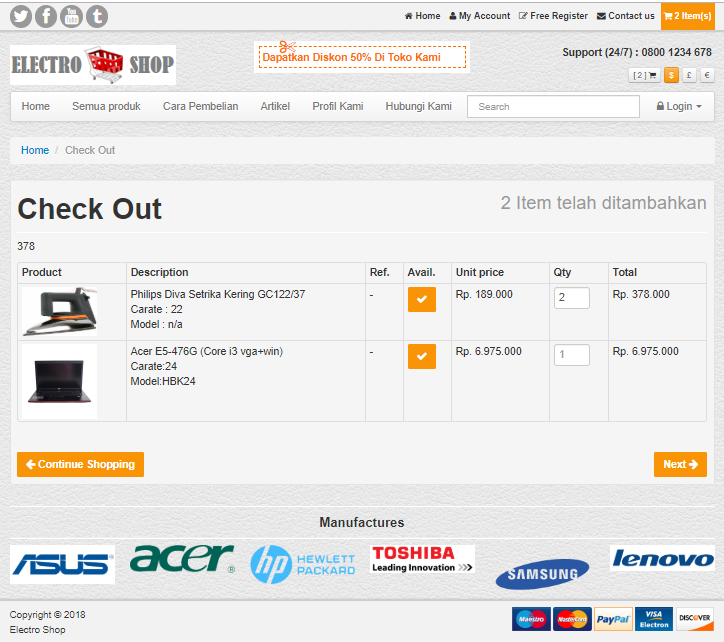 Home My Account Free Register Contact us 2 Item(s)
ELECTRO SHOP
Dapatkan Diskon 50% Di Toko Kami
Support (24/7) : 0800 1234 678
[ 2 ] $ £ €
Home Semua produk Cara Pembelian Artikel Profil Kami Hubungi Kami Search Login
Home / Check Out
Check Out
2 Item telah ditambahkan
378
Product Description Ref. Avail. Unit price Qty Total
Philips Diva Setrika Kering GC122/37
Carate : 22
Model : n/a
- Rp. 189.000 2 Rp. 378.000
Acer E5-476G (Core i3 vga+win)
Carate:24
Model:HBK24
- Rp. 6.975.000 1 Rp. 6.975.000
Continue Shopping
Next
Manufactures
ASUS
acer
hp HEWLETT
PACKARD
TOSHIBA
Leading Innovation >>>
SAMSUNG
lenovo
Copyright © 2018
Electro Shop
Maestro MasterCard PayPal VISA
Electron DISCOVER